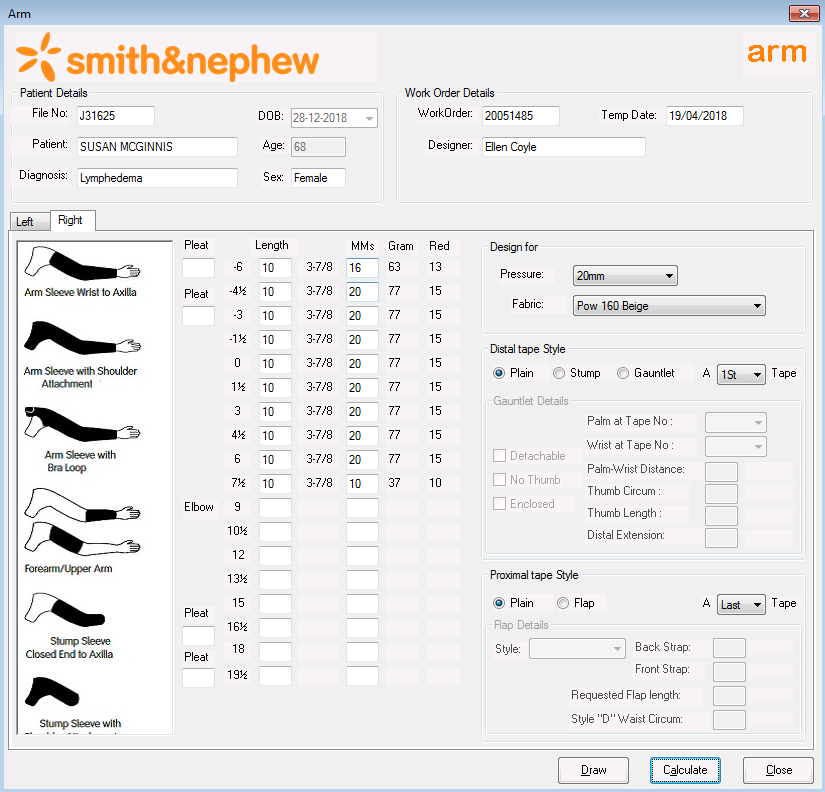 Arm
smith&nephew
arm
Patient Details
File No: J31625
DOB: 28-12-2018
Patient: SUSAN MCGINNIS
Age: 68
Diagnosis: Lymphedema
Sex: Female
Work Order Details
WorkOrder: 20051485
Temp Date: 19/04/2018
Designer: Ellen Coyle
Left Right
Arm Sleeve Wrist to Axilla
Arm Sleeve with Shoulder
Attachment
Arm Sleeve with
Bra Loop
Forearm/Upper Arm
Stump Sleeve
Closed End to Axilla
Stump Sleeve with
Pleat Length MMs Gram Red
-6 10 3-7/8 16 63 13
Pleat -4½ 10 3-7/8 20 77 15
-3 10 3-7/8 20 77 15
-1½ 10 3-7/8 20 77 15
0 10 3-7/8 20 77 15
1½ 10 3-7/8 20 77 15
3 10 3-7/8 20 77 15
4½ 10 3-7/8 20 77 15
6 10 3-7/8 20 77 15
7½ 10 3-7/8 10 37 10
Elbow 9
10½
12
13½
15
Pleat
16½
18
Pleat
19½
Design for
Pressure: 20mm
Fabric: Pow 160 Beige
Distal tape Style
Plain Stump Gauntlet A 1St Tape
Gauntlet Details
Palm at Tape No :
Wrist at Tape No :
Detachable
Palm-Wrist Distance:
No Thumb
Thumb Circum :
Enclosed
Thumb Length :
Distal Extension:
Proximal tape Style
Plain Flap A Last Tape
Flap Details
Style:
Back Strap:
Front Strap:
Requested Flap length:
Style "D" Waist Circum:
Draw Calculate Close